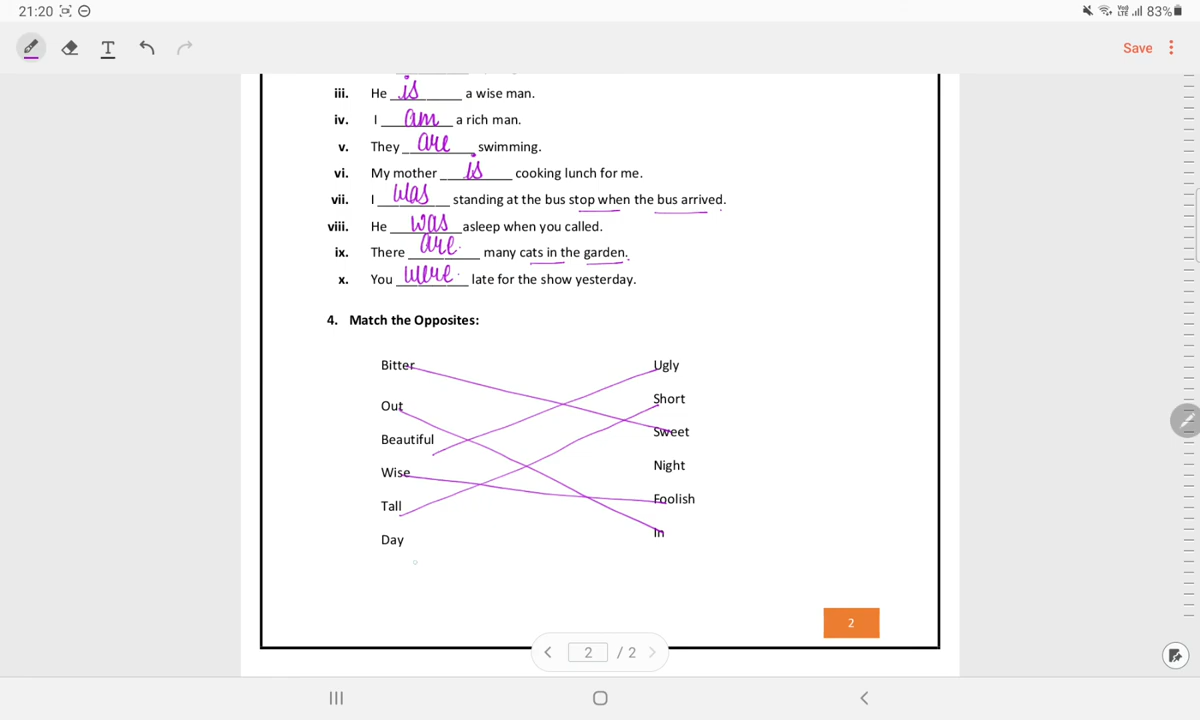 21:20 83%
Save
iii. He is a wise man.
iv. I am a rich man.
v. They are swimming.
vi. My mother is cooking lunch for me.
vii. I was standing at the bus stop when the bus arrived.
viii. He was asleep when you called.
ix. There are many cats in the garden.
x. You were late for the show yesterday.
4. Match the Opposites:
Bitter Ugly
Out Short
Beautiful Sweet
Wise Night
Tall Foolish
Day In
2
2 / 2